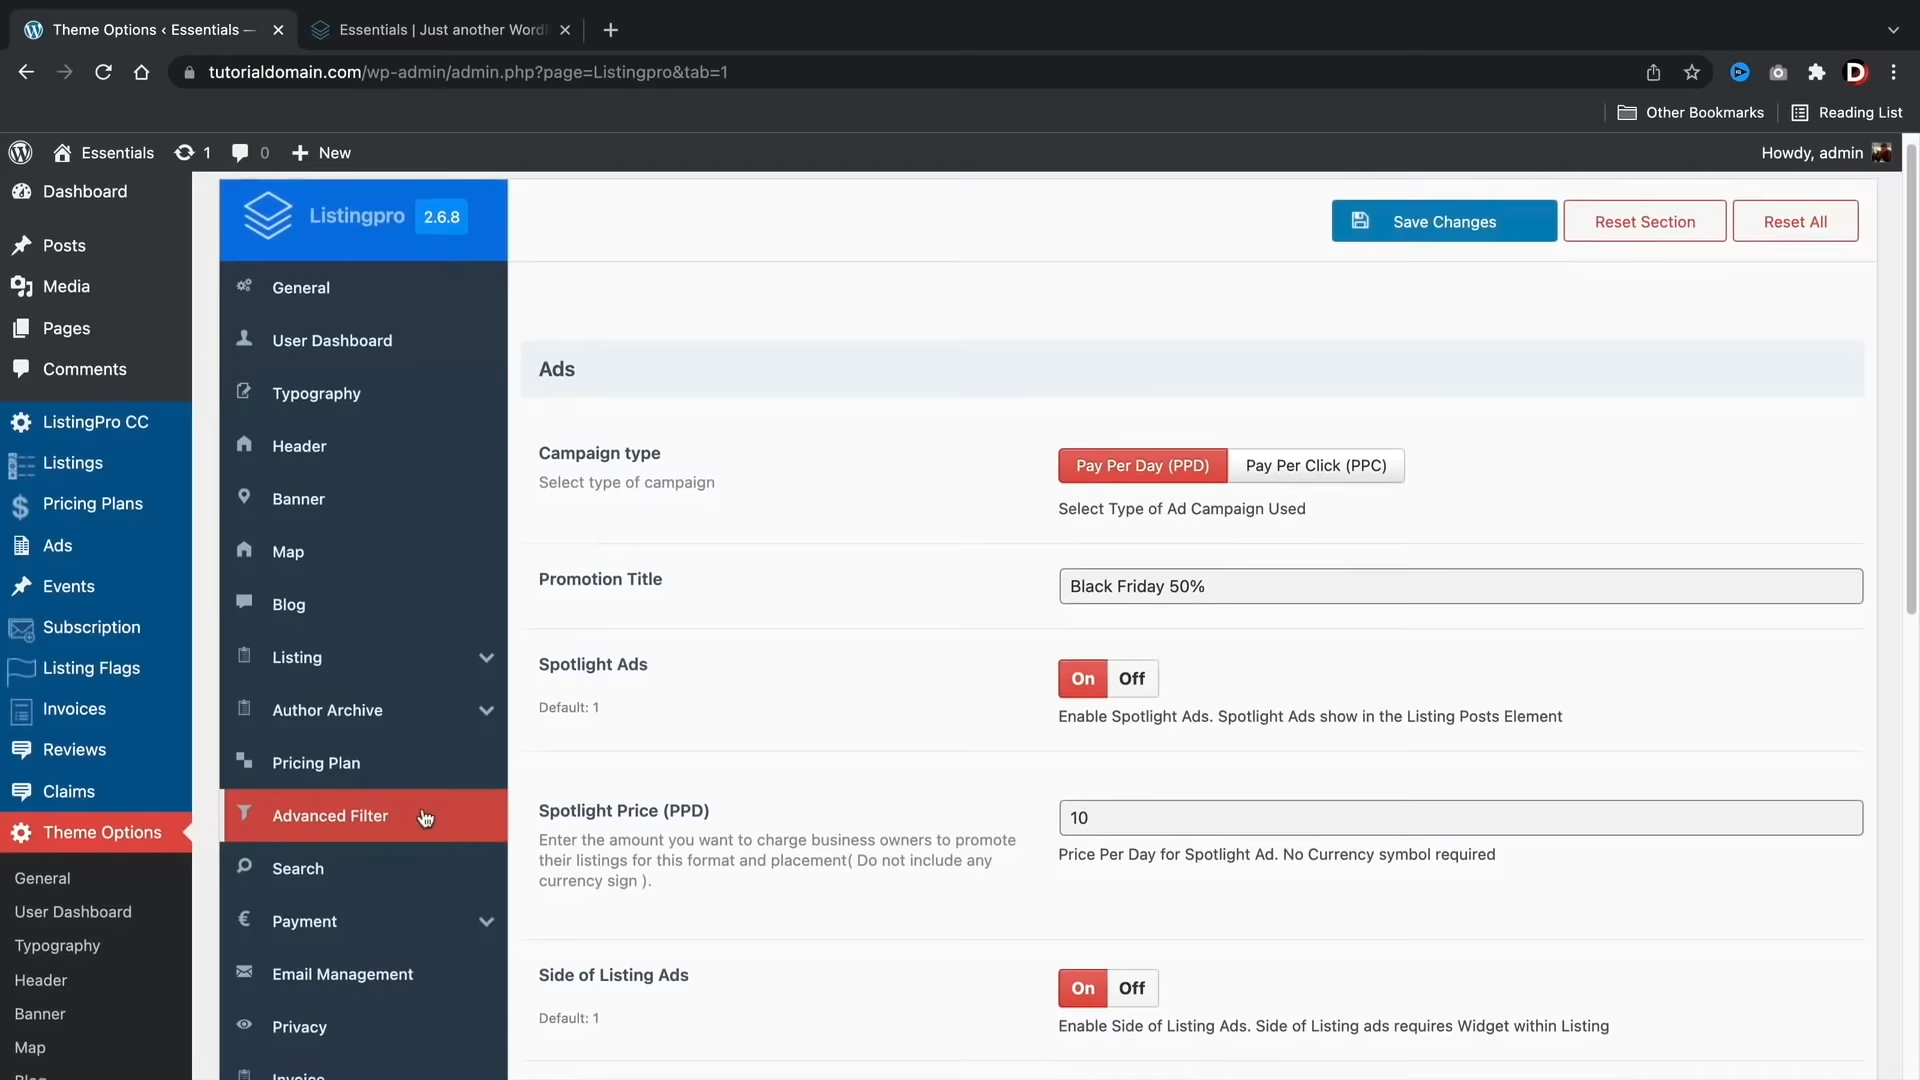 Theme Options ‹ Essentials —
Essentials | Just another Word
tutorialdomain.com/wp-admin/admin.php?page=Listingpro&tab=1
Other Bookmarks
Reading List
Essentials
1
0
New
Howdy, admin
Dashboard
Posts
Media
Pages
Comments
ListingPro CC
Listings
Pricing Plans
Ads
Events
Subscription
Listing Flags
Invoices
Reviews
Claims
Theme Options
General
User Dashboard
Typography
Header
Banner
Map
Blog
Listingpro 2.6.8
General
User Dashboard
Typography
Header
Banner
Map
Blog
Listing
Author Archive
Pricing Plan
Advanced Filter
Search
Payment
Email Management
Privacy
Invoice
Save Changes
Reset Section
Reset All
Ads
Campaign type
Select type of campaign
Pay Per Day (PPD)
Pay Per Click (PPC)
Select Type of Ad Campaign Used
Promotion Title
Black Friday 50%
Spotlight Ads
Default: 1
On Off
Enable Spotlight Ads. Spotlight Ads show in the Listing Posts Element
Spotlight Price (PPD)
Enter the amount you want to charge business owners to promote
their listings for this format and placement( Do not include any
currency sign ).
10
Price Per Day for Spotlight Ad. No Currency symbol required
Side of Listing Ads
Default: 1
On Off
Enable Side of Listing Ads. Side of Listing ads requires Widget within Listing